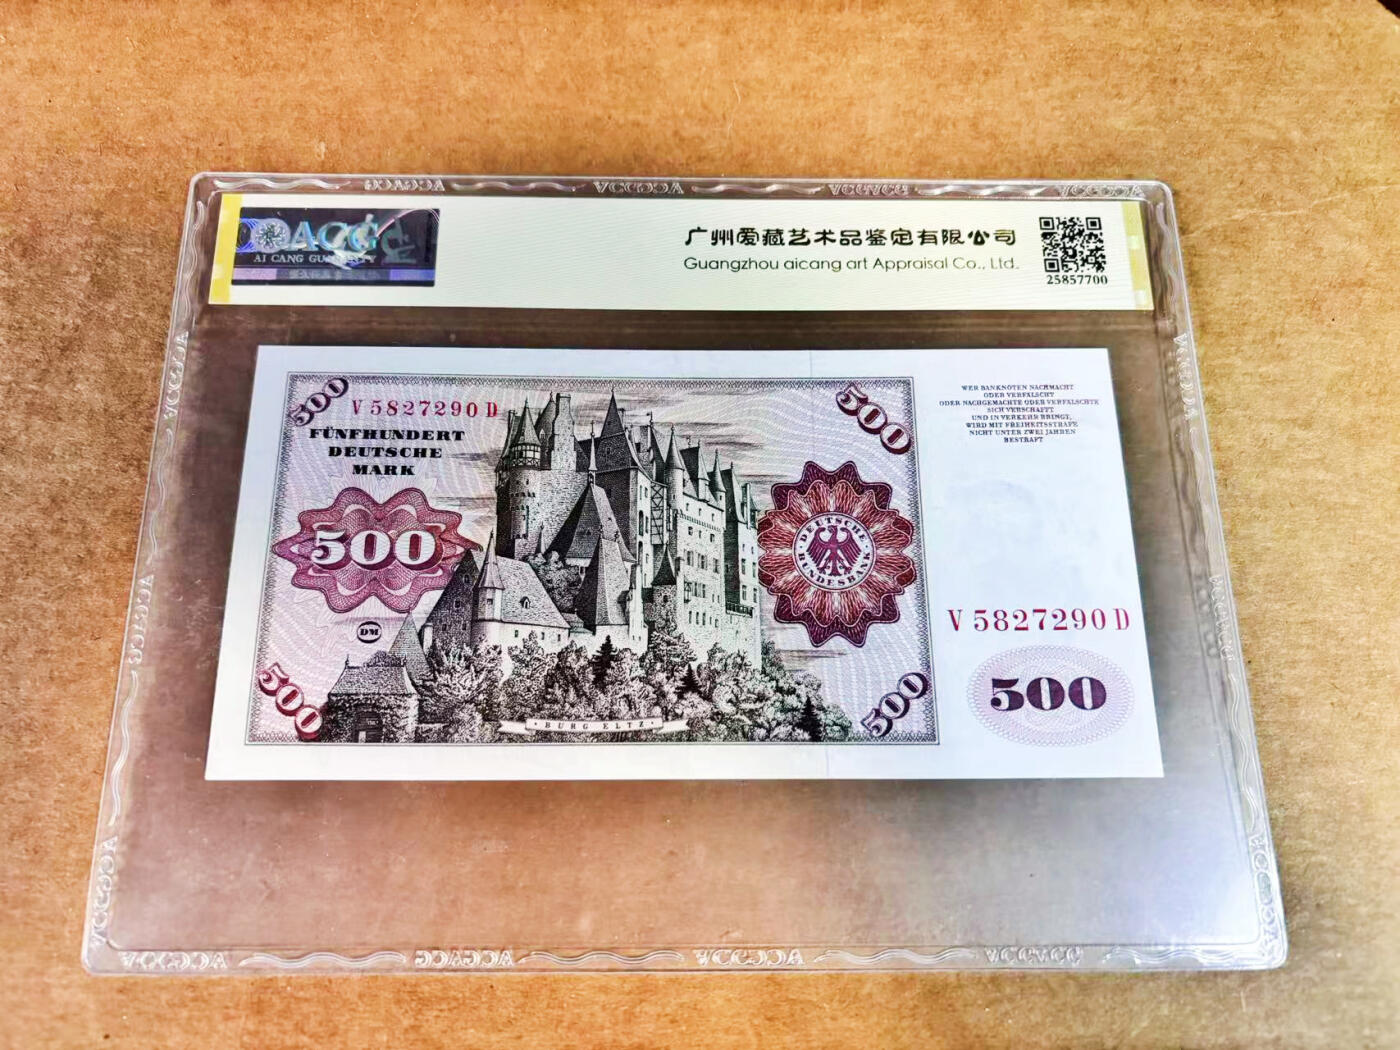 ACCG
AI CANG GUANGZHITY
广州爱藏艺术品鉴定有限公司
Guangzhou aicang art Appraisal Co., Ltd.
25857700
500
V 5827290 D
500
FÜNFHUNDERT
DEUTSCHE
MARK
500
DM
500
BURG ELTZ
DEUTSCHE
BUNDESBANK
500
WER BANKNOTEN NACHMACHT
ODER VERFÄLSCHT
ODER NACHGEMACHTE ODER VERFÄLSCHTE
SICH VERSCHAFFT
UND IN VERKEHR BRINGT,
WIRD MIT FREIHEITSSTRAFE
NICHT UNTER ZWEI JAHREN
BESTRAFT
V 5827290 D
500